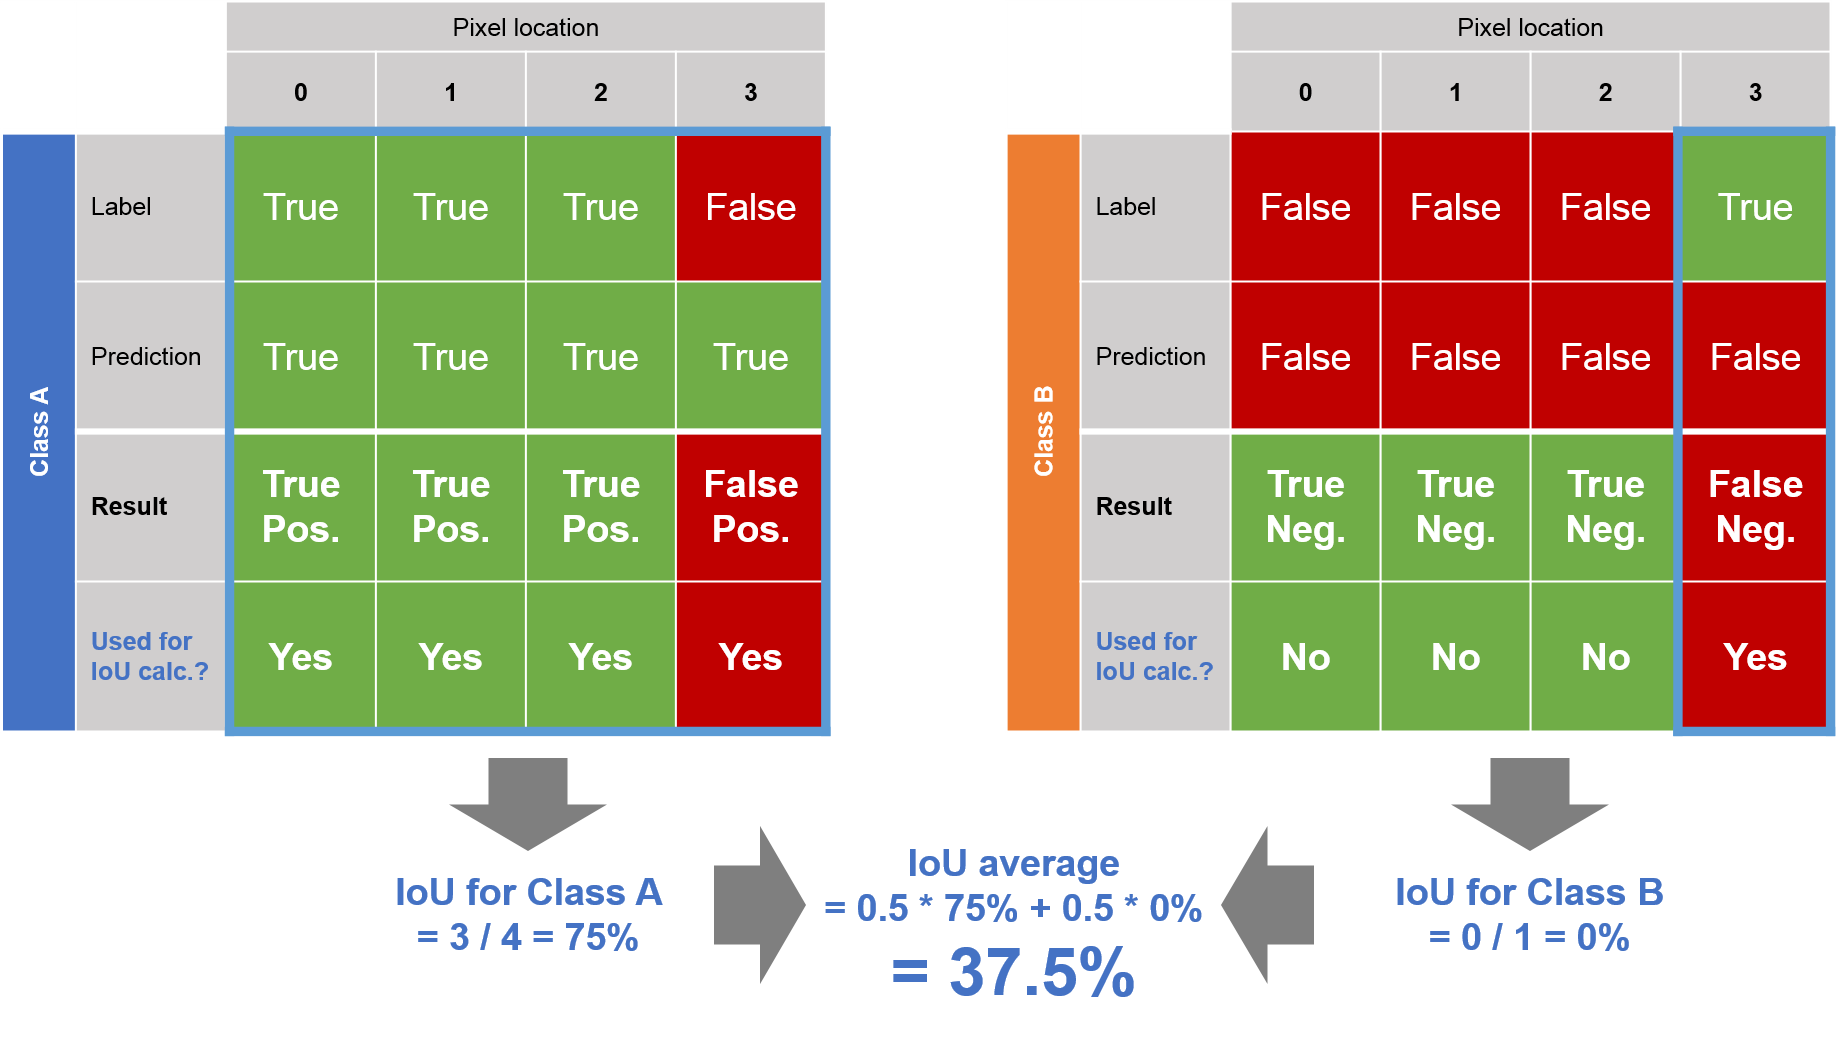 Pixel location
0 1 2 3
Class A
Label True True True False
Prediction True True True True
Result True Pos. True Pos. True Pos. False Pos.
Used for IoU calc.? Yes Yes Yes Yes
Pixel location
0 1 2 3
Class B
Label False False False True
Prediction False False False False
Result True Neg. True Neg. True Neg. False Neg.
Used for IoU calc.? No No No Yes
IoU for Class A
= 3 / 4 = 75%
IoU average
= 0.5 * 75% + 0.5 * 0%
= 37.5%
IoU for Class B
= 0 / 1 = 0%